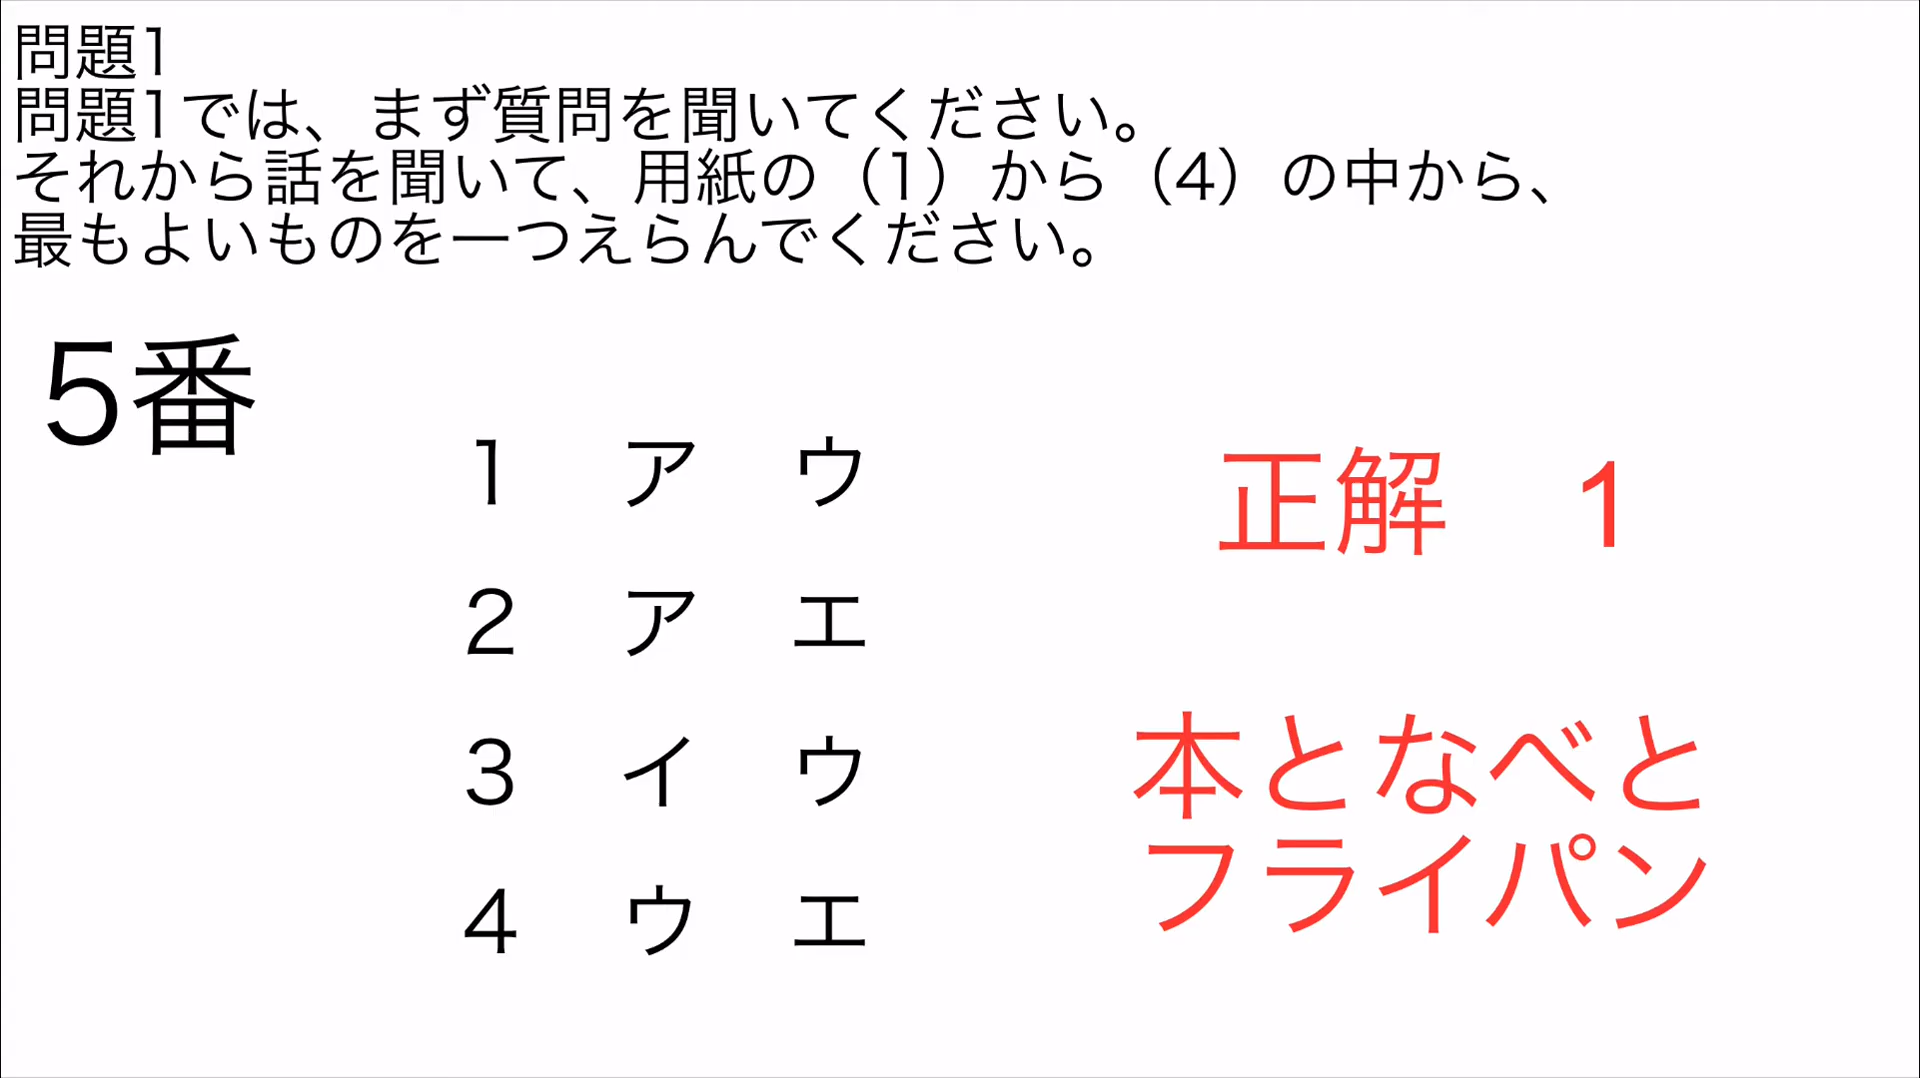 問題1
問題1では、まず質問を聞いてください。
それから話を聞いて、用紙の（1）から（4）の中から、
最もよいものを一つえらんでください。
5番
1 ア ウ
2 ア エ
3 イ ウ
4 ウ エ
正解 1
本となべと
フライパン